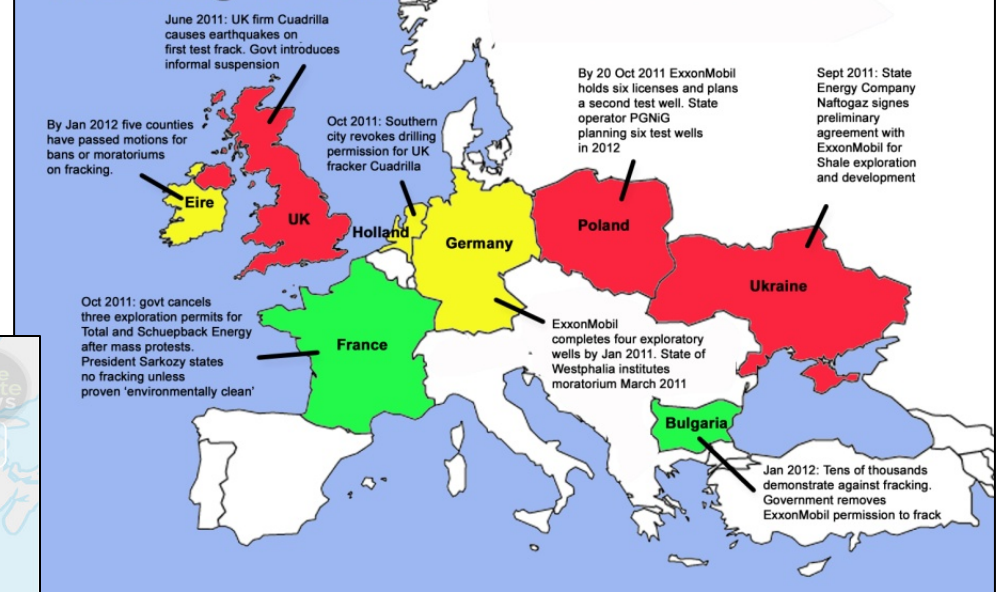 June 2011: UK firm Cuadrilla
causes earthquakes on
first test frack. Govt introduces
informal suspension
By Jan 2012 five counties
have passed motions for
bans or moratoriums
on fracking.
Oct 2011: Southern
city revokes drilling
permission for UK
fracker Cuadrilla
By 20 Oct 2011 ExxonMobil
holds six licenses and plans
a second test well. State
operator PGNiG
planning six test wells
in 2012
Sept 2011: State
Energy Company
Naftogaz signes
preliminary
agreement with
ExxonMobil for
Shale exploration
and development
Eire
UK
Holland
Germany
Poland
Ukraine
Oct 2011: govt cancels
three exploration permits for
Total and Schuepback Energy
after mass protests.
President Sarkozy states
no fracking unless
proven ‘environmentally clean’
France
ExxonMobil
completes four exploratory
wells by Jan 2011. State of
Westphalia institutes
moratorium March 2011
Bulgaria
Jan 2012: Tens of thousands
demonstrate against fracking.
Government removes
ExxonMobil permission to frack